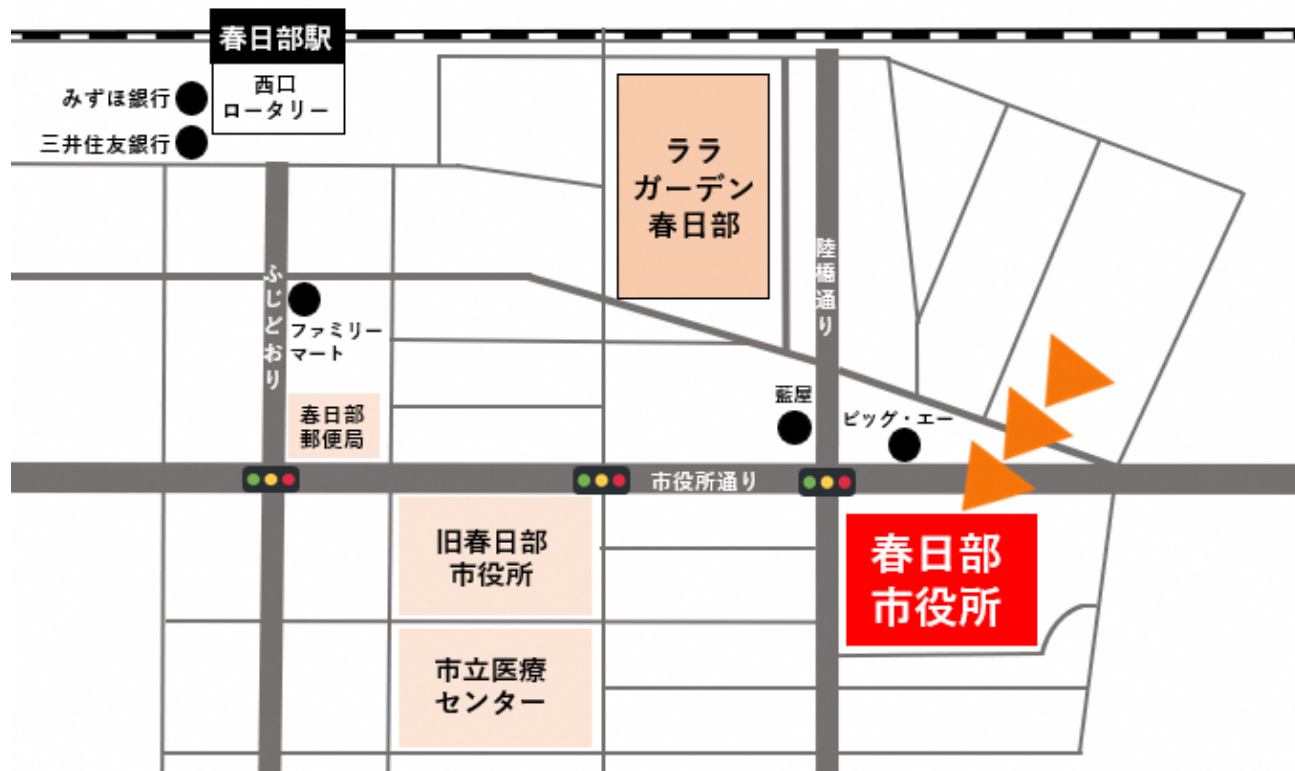 春日部駅
西口
ロータリー
みずほ銀行
三井住友銀行
ララ
ガーデン
春日部
陸橋通り
ふじどおり
ファミリー
マート
春日部
郵便局
藍屋
ビッグ・エー
市役所通り
旧春日部
市役所
春日部
市役所
市立医療
センター